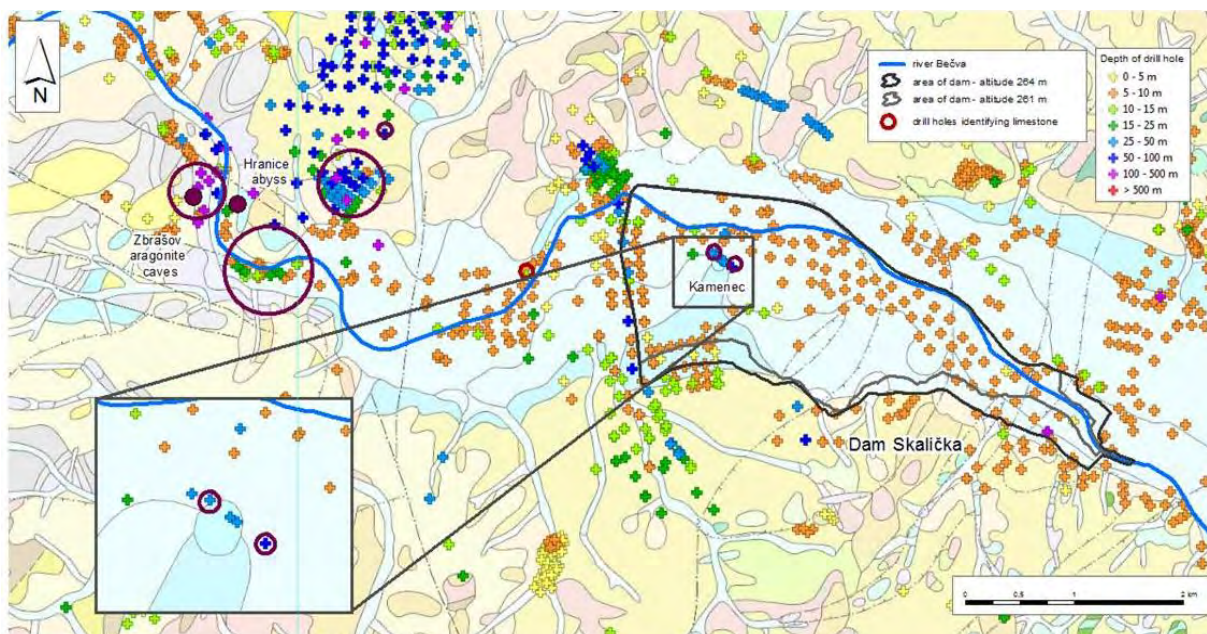 N
Hranice
abyss
Zbrašov
aragonite
caves
Kamenec
Dam Skalička
river Bečva
area of dam - altitude 264 m
area of dam - altitude 261 m
drill holes identifying limestone
Depth of drill hole
0 - 5 m
5 - 10 m
10 - 15 m
15 - 25 m
25 - 50 m
50 - 100 m
100 - 500 m
> 500 m
0 0,5 1 2 km